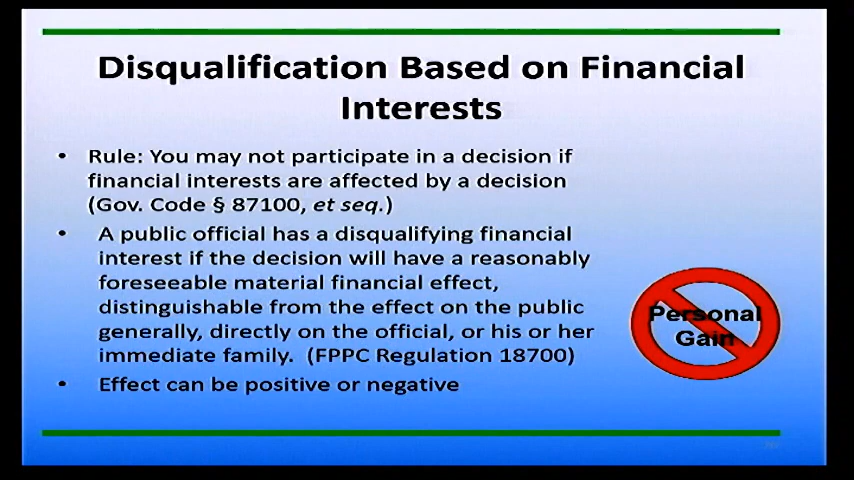 Disqualification Based on Financial
Interests
• Rule: You may not participate in a decision if
financial interests are affected by a decision
(Gov. Code § 87100, et seq.)
• A public official has a disqualifying financial
interest if the decision will have a reasonably
foreseeable material financial effect,
distinguishable from the effect on the public
generally, directly on the official, or his or her
immediate family. (FPPC Regulation 18700)
• Effect can be positive or negative
Personal
Gain